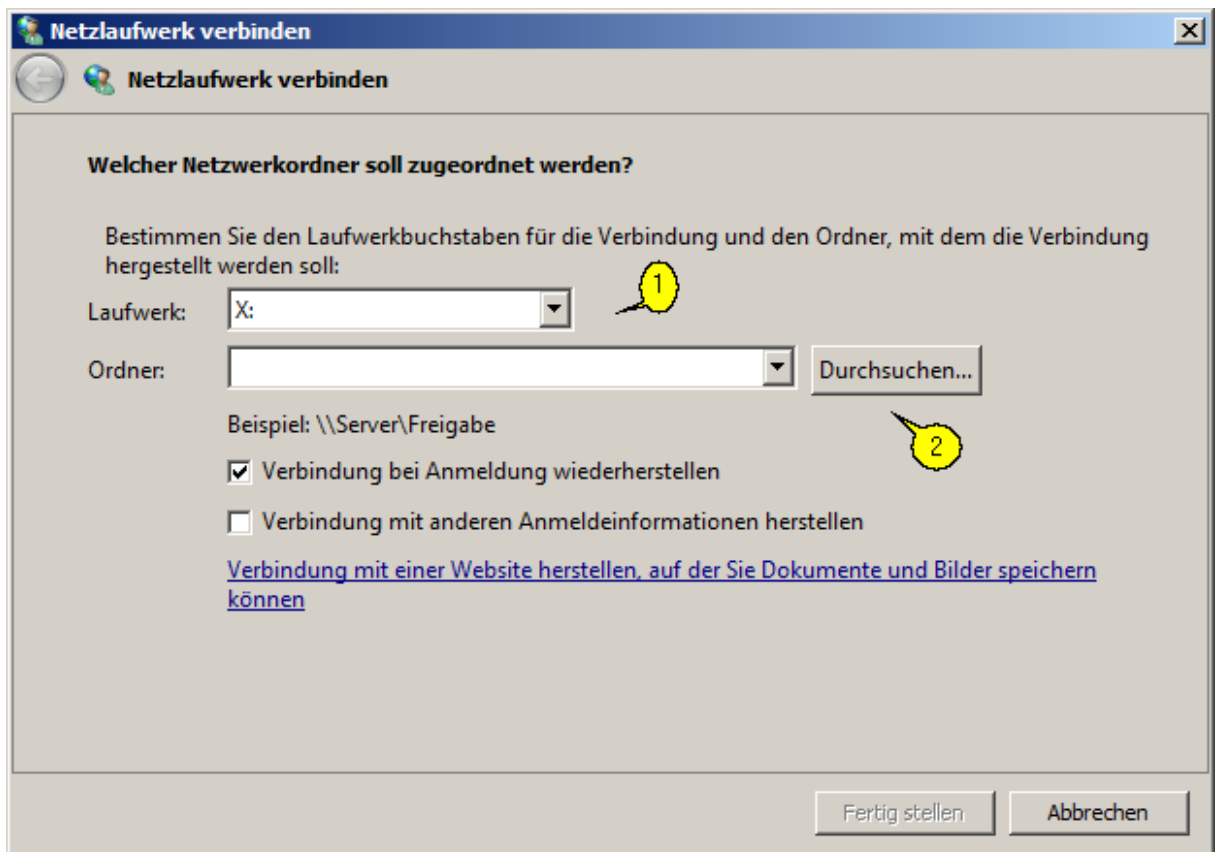 Netzlaufwerk verbinden
Netzlaufwerk verbinden
Welcher Netzwerkordner soll zugeordnet werden?
Bestimmen Sie den Laufwerkbuchstaben für die Verbindung und den Ordner, mit dem die Verbindung
hergestellt werden soll:
1
Laufwerk: X:
Ordner: Durchsuchen...
Beispiel: \\Server\Freigabe
2
Verbindung bei Anmeldung wiederherstellen
Verbindung mit anderen Anmeldeinformationen herstellen
Verbindung mit einer Website herstellen, auf der Sie Dokumente und Bilder speichern
können
Fertig stellen Abbrechen